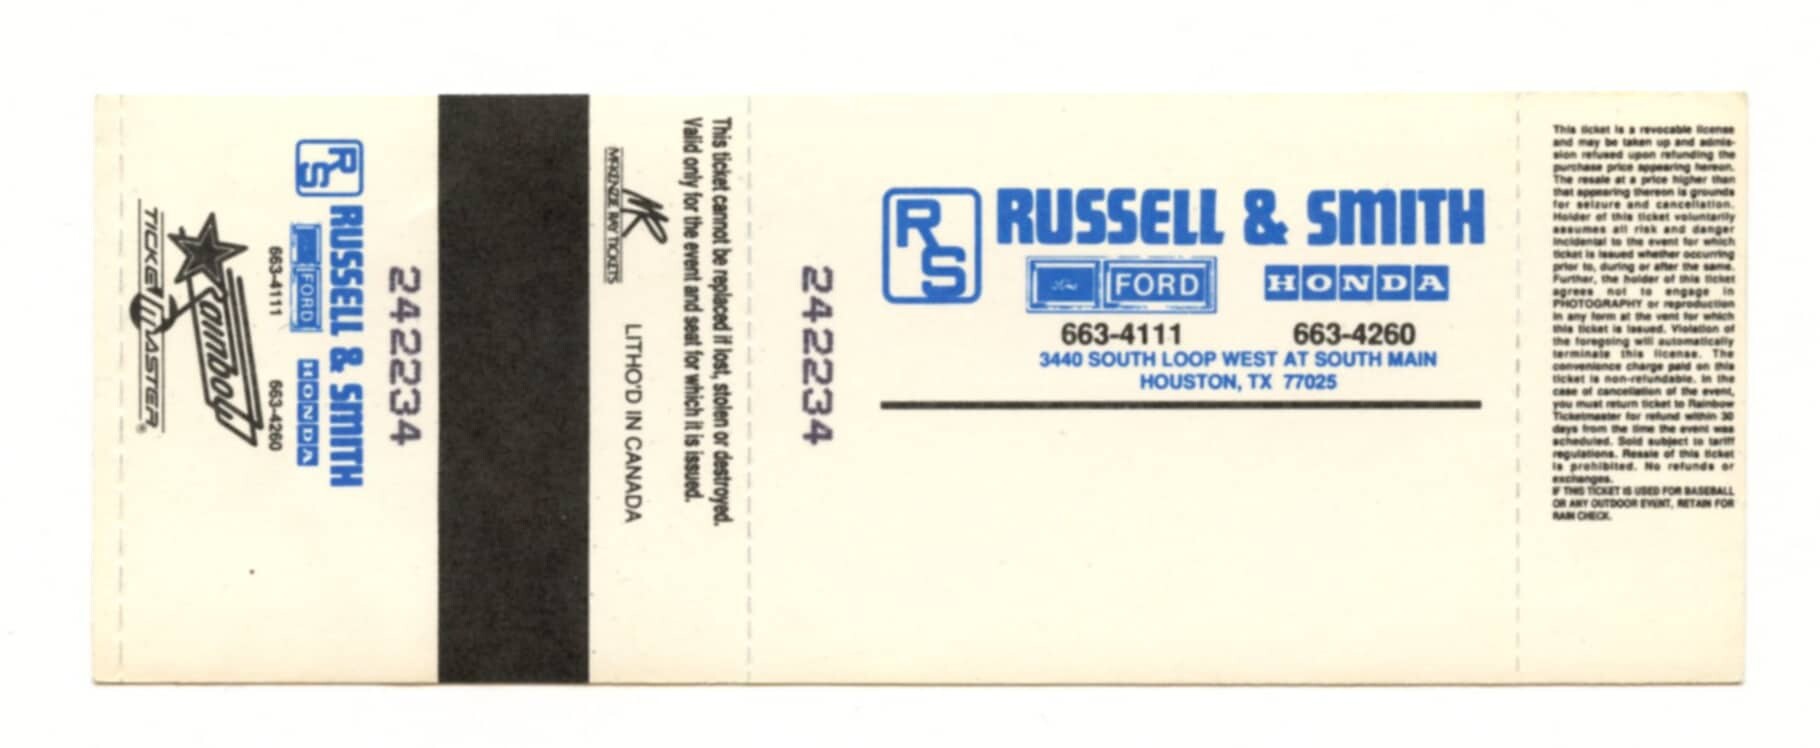 TICKETMASTER®
Rainbow
RS
RUSSELL & SMITH
FORD
HONDA
663-4111
663-4260
242234
MCKENZIE RAY TICKETS
LITHO'D IN CANADA
This ticket cannot be replaced if lost, stolen or destroyed.
Valid only for the event and seat for which it is issued.
242234
RS
RUSSELL & SMITH
Ford
FORD
HONDA
663-4111 663-4260
3440 SOUTH LOOP WEST AT SOUTH MAIN
HOUSTON, TX 77025
This ticket is a revocable license
and may be taken up and admis-
sion refused upon refunding the
purchase price appearing hereon.
The resale at a price higher than
that appearing thereon is grounds
for seizure and cancellation.
Holder of this ticket voluntarily
assumes all risk and danger
incidental to the event for which
ticket is issued whether occurring
prior to, during or after the same.
Further, the holder of this ticket
agrees not to engage in
PHOTOGRAPHY or reproduction
in any form at the vent for which
this ticket is issued. Violation of
the foregoing will automatically
terminate this license. The
convenience charge paid on this
ticket is non-refundable. In the
case of cancellation of the event,
you must return ticket to Rainbow
Ticketmaster for refund within 30
days from the time the event was
scheduled. Sold subject to tariff
regulations. Resale of this ticket
is prohibited. No refunds or
exchanges.
IF THIS TICKET IS USED FOR BASEBALL
OR ANY OUTDOOR EVENT, RETAIN FOR
RAIN CHECK.